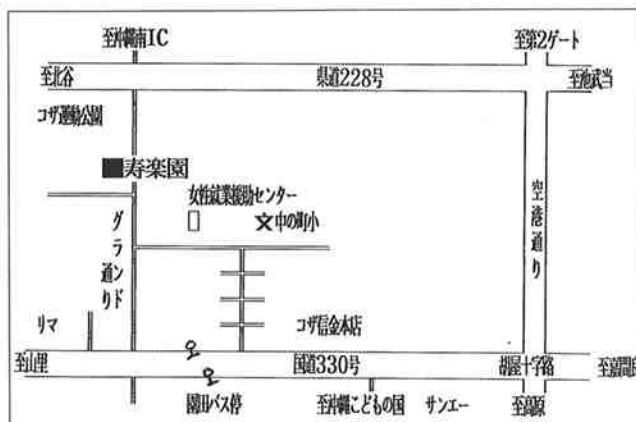 至沖縄南IC
至第2ゲート
至北谷
県道228号
至池武当
コザ運動公園
寿楽園
女性就業援助センター
中の町小
空港通り
グランド通り
リマ
コザ信金本店
至山里
国道330号
胡屋十字路
園田バス停
至沖縄こどもの国
サンエー
至高原